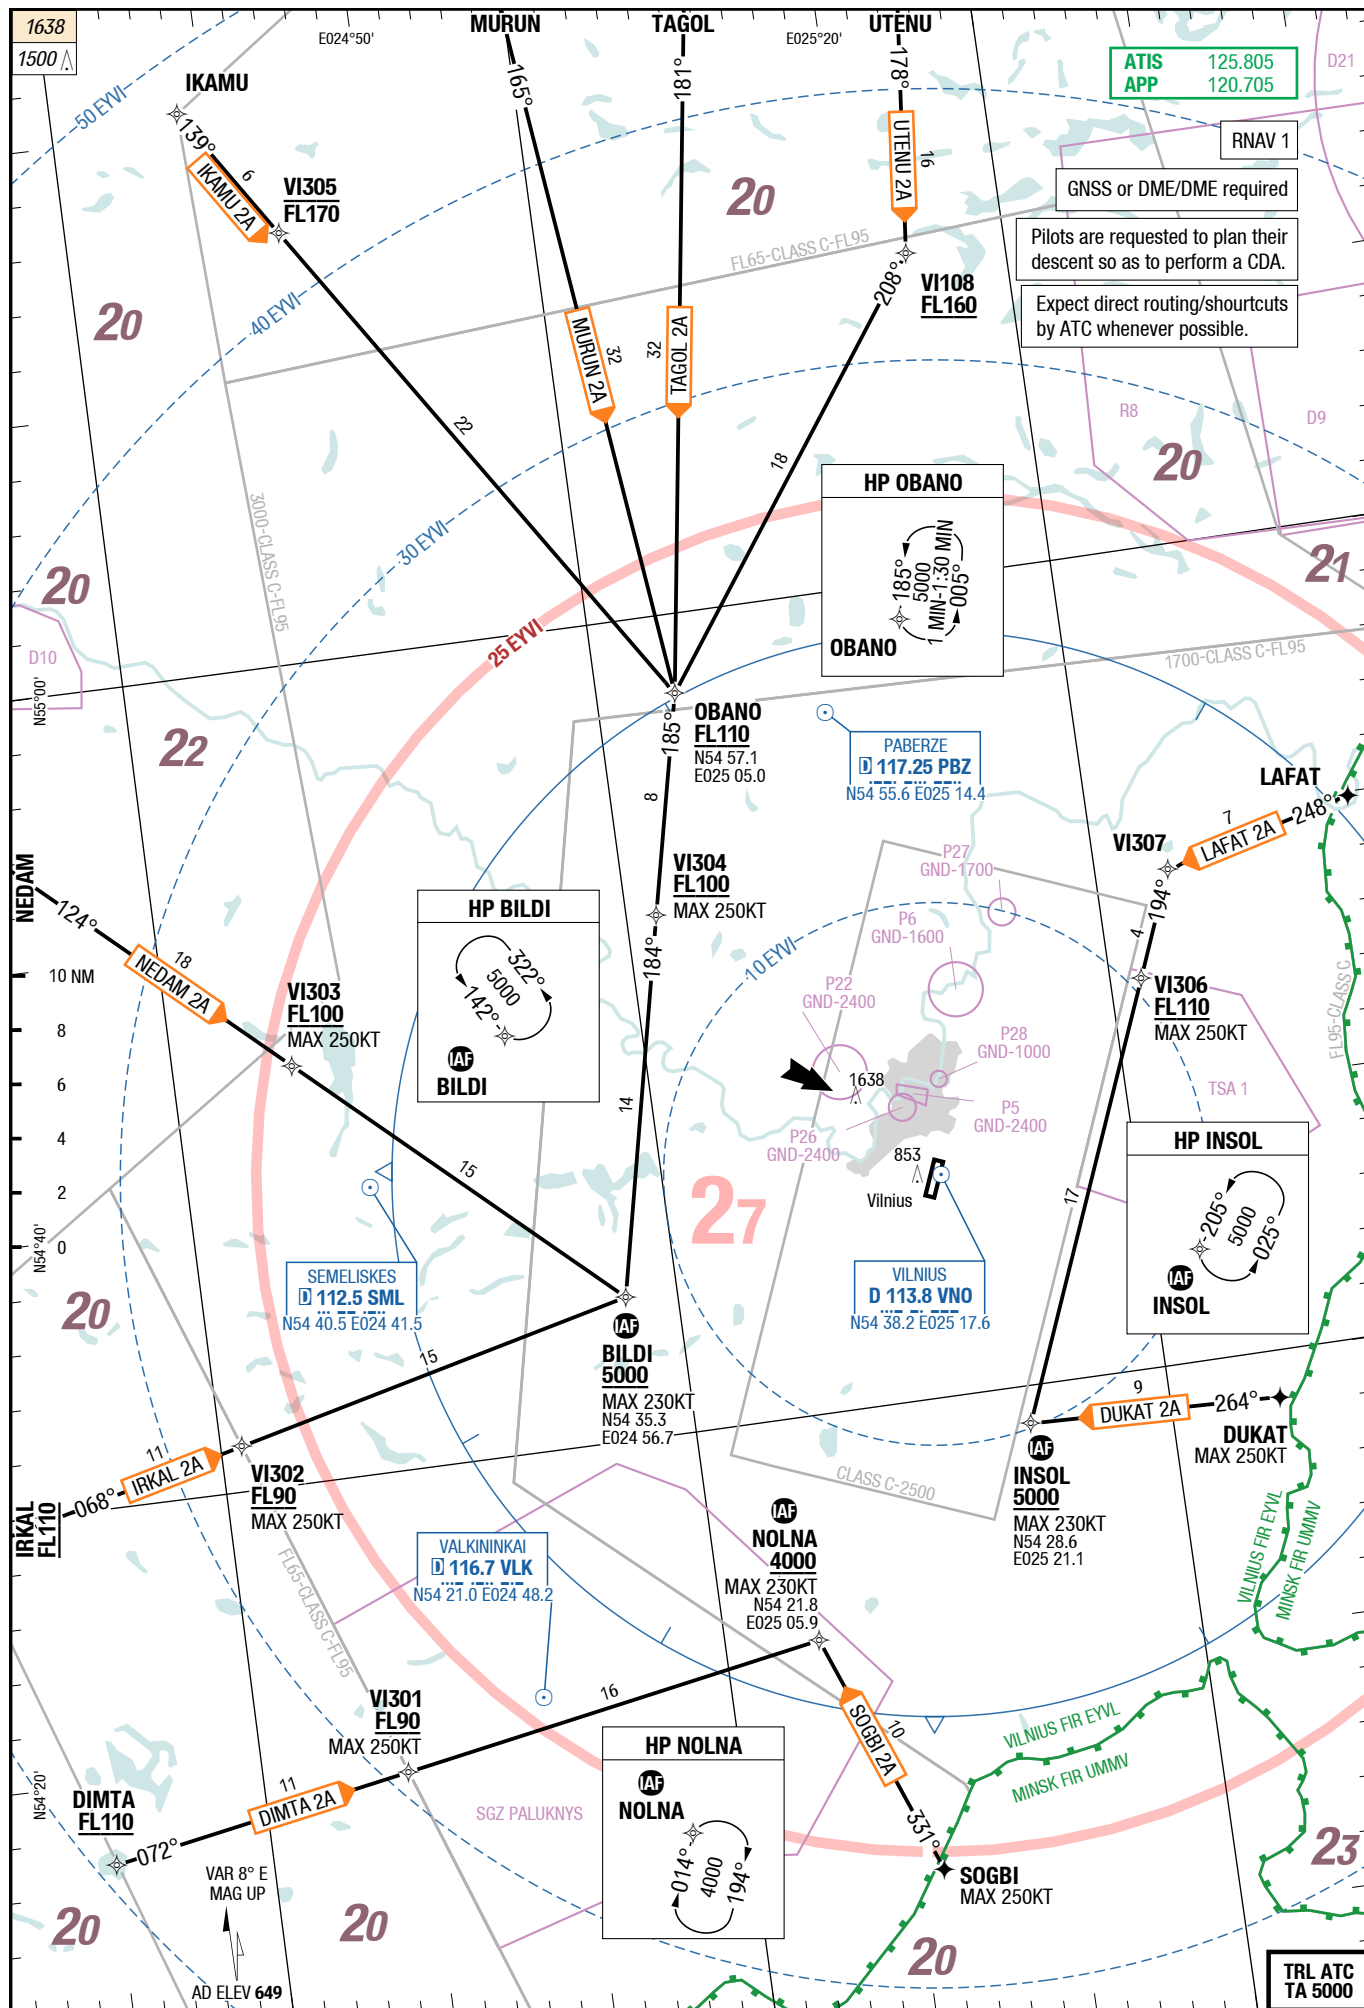 1638
1500
E024°50'
MURUN
TAGOL
E025°20'
UTENU
ATIS 125.805
APP 120.705
D21
RNAV 1
GNSS or DME/DME required
Pilots are requested to plan their
descent so as to perform a CDA.
Expect direct routing/shourtcuts
by ATC whenever possible.
50 EYVI
IKAMU
139°
6
IKAMU 2A
VI305
FL170
165°
181°
178°
UTENU 2A
16
20
FL65-CLASS C-FL95
208°
VI108
FL160
20
40 EYVI
MURUN 2A
32
32
TAGOL 2A
22
18
R8
D9
20
3000-CLASS C-FL95
30 EYVI
HP OBANO
185°
5000
1 MIN-1:30 MIN
005°
OBANO
20
21
25 EYVI
D10
1700-CLASS C-FL95
N55°00'
22
185°
OBANO
FL110
N54 57.1
E025 05.0
PABERZE
D 117.25 PBZ
N54 55.6 E025 14.4
LAFAT
248°
7
LAFAT 2A
VI307
8
194°
4
NEDAM
124°
18
NEDAM 2A
VI304
FL100
MAX 250KT
184°
P27
GND-1700
P6
GND-1600
10 EYVI
HP BILDI
322°
5000
142°
IAF
BILDI
10 NM
8
6
4
2
0
VI303
FL100
MAX 250KT
P22
GND-2400
VI306
FL110
MAX 250KT
FL95-CLASS C
P28
GND-1000
1638
TSA 1
P5
GND-2400
P26
GND-2400
14
15
853
Vilnius
27
17
HP INSOL
205°
5000
025°
IAF
INSOL
N54°40'
20
SEMELISKES
D 112.5 SML
N54 40.5 E024 41.5
VILNIUS
D 113.8 VNO
N54 38.2 E025 17.6
IAF
BILDI
5000
MAX 230KT
N54 35.3
E024 56.7
15
9
DUKAT 2A
264°
DUKAT
MAX 250KT
IRKAL
FL110
068°
11
IRKAL 2A
VI302
FL90
MAX 250KT
CLASS C-2500
IAF
INSOL
5000
MAX 230KT
N54 28.6
E025 21.1
IAF
NOLNA
4000
MAX 230KT
N54 21.8
E025 05.9
VILNIUS FIR EYVL
MINSK FIR UMMV
VALKININKAI
D 116.7 VLK
N54 21.0 E024 48.2
FL65-CLASS C-FL95
VI301
FL90
MAX 250KT
16
10
SOGBI 2A
331°
SOGBI
MAX 250KT
VILNIUS FIR EYVL
MINSK FIR UMMV
HP NOLNA
IAF
NOLNA
014°
4000
194°
N54°20'
DIMTA
FL110
072°
11
DIMTA 2A
SGZ PALUKNYS
23
VAR 8° E
MAG UP
20
20
20
AD ELEV 649
TRL ATC
TA 5000